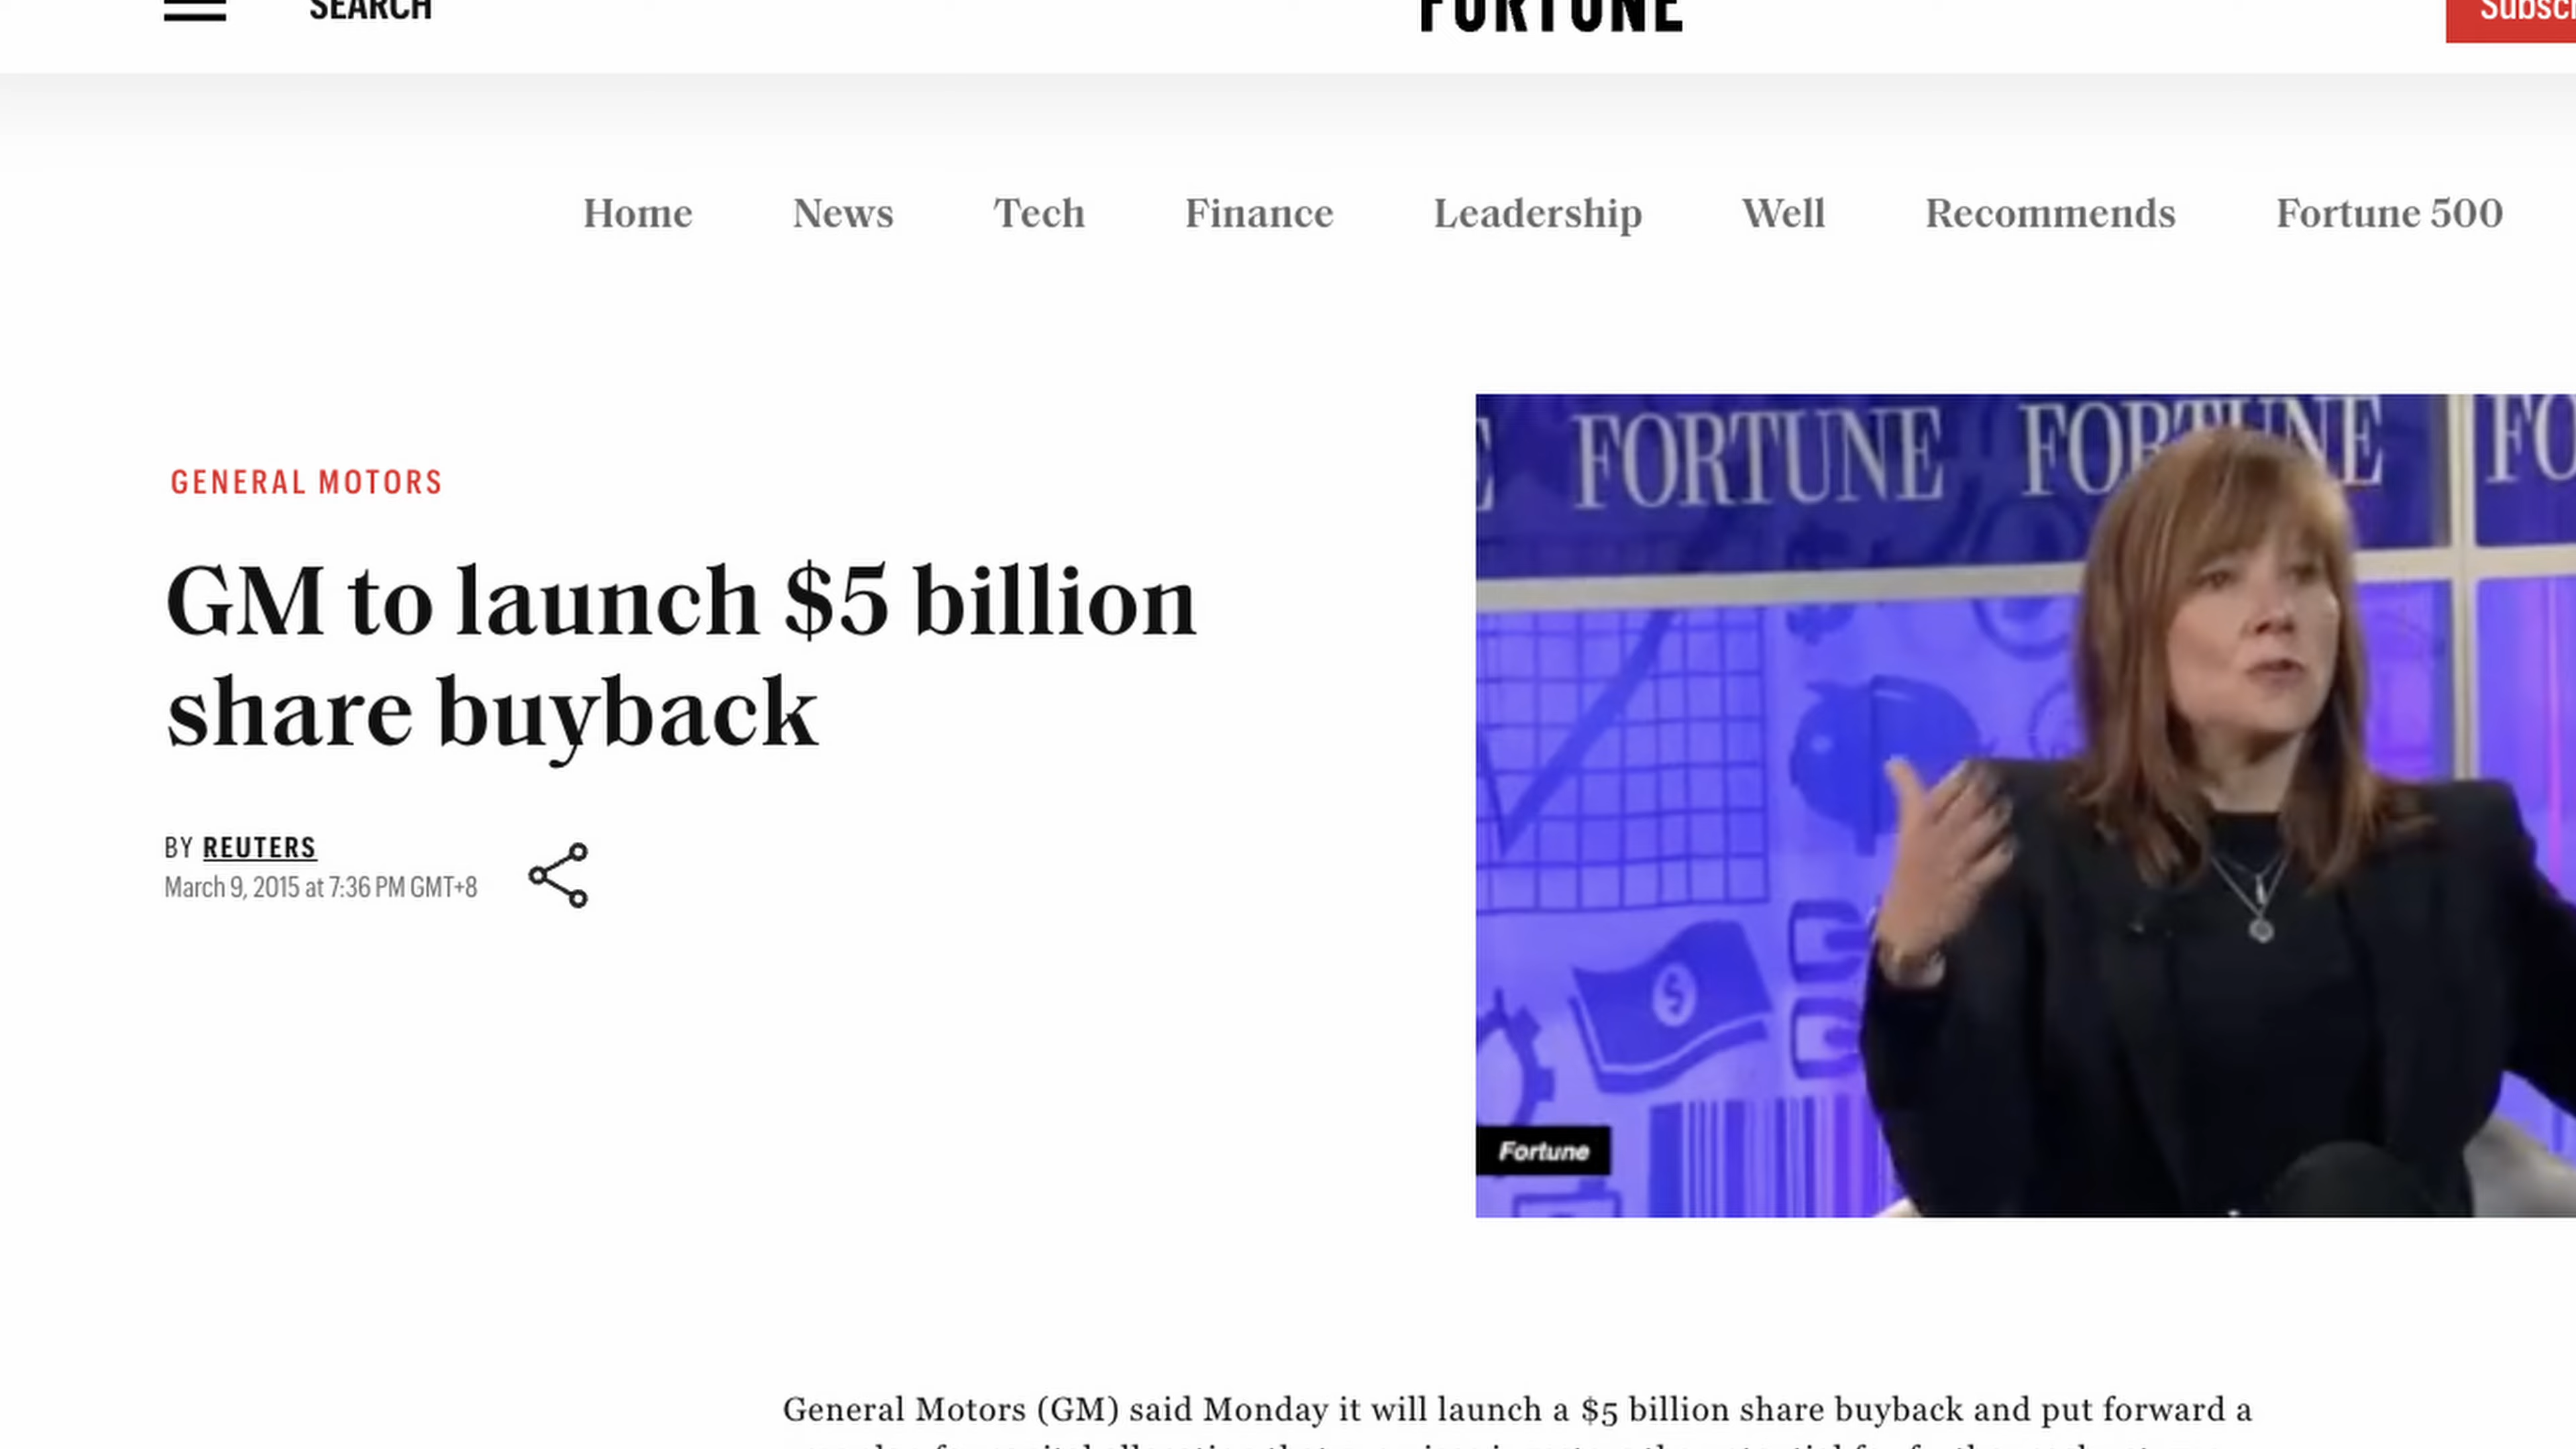 SEARCH
FORTUNE
Home News Tech Finance Leadership Well Recommends Fortune 500
FORTUNE FORTUNE
GENERAL MOTORS
GM to launch $5 billion
share buyback
BY REUTERS
March 9, 2015 at 7:36 PM GMT+8
Fortune
General Motors (GM) said Monday it will launch a $5 billion share buyback and put forward a